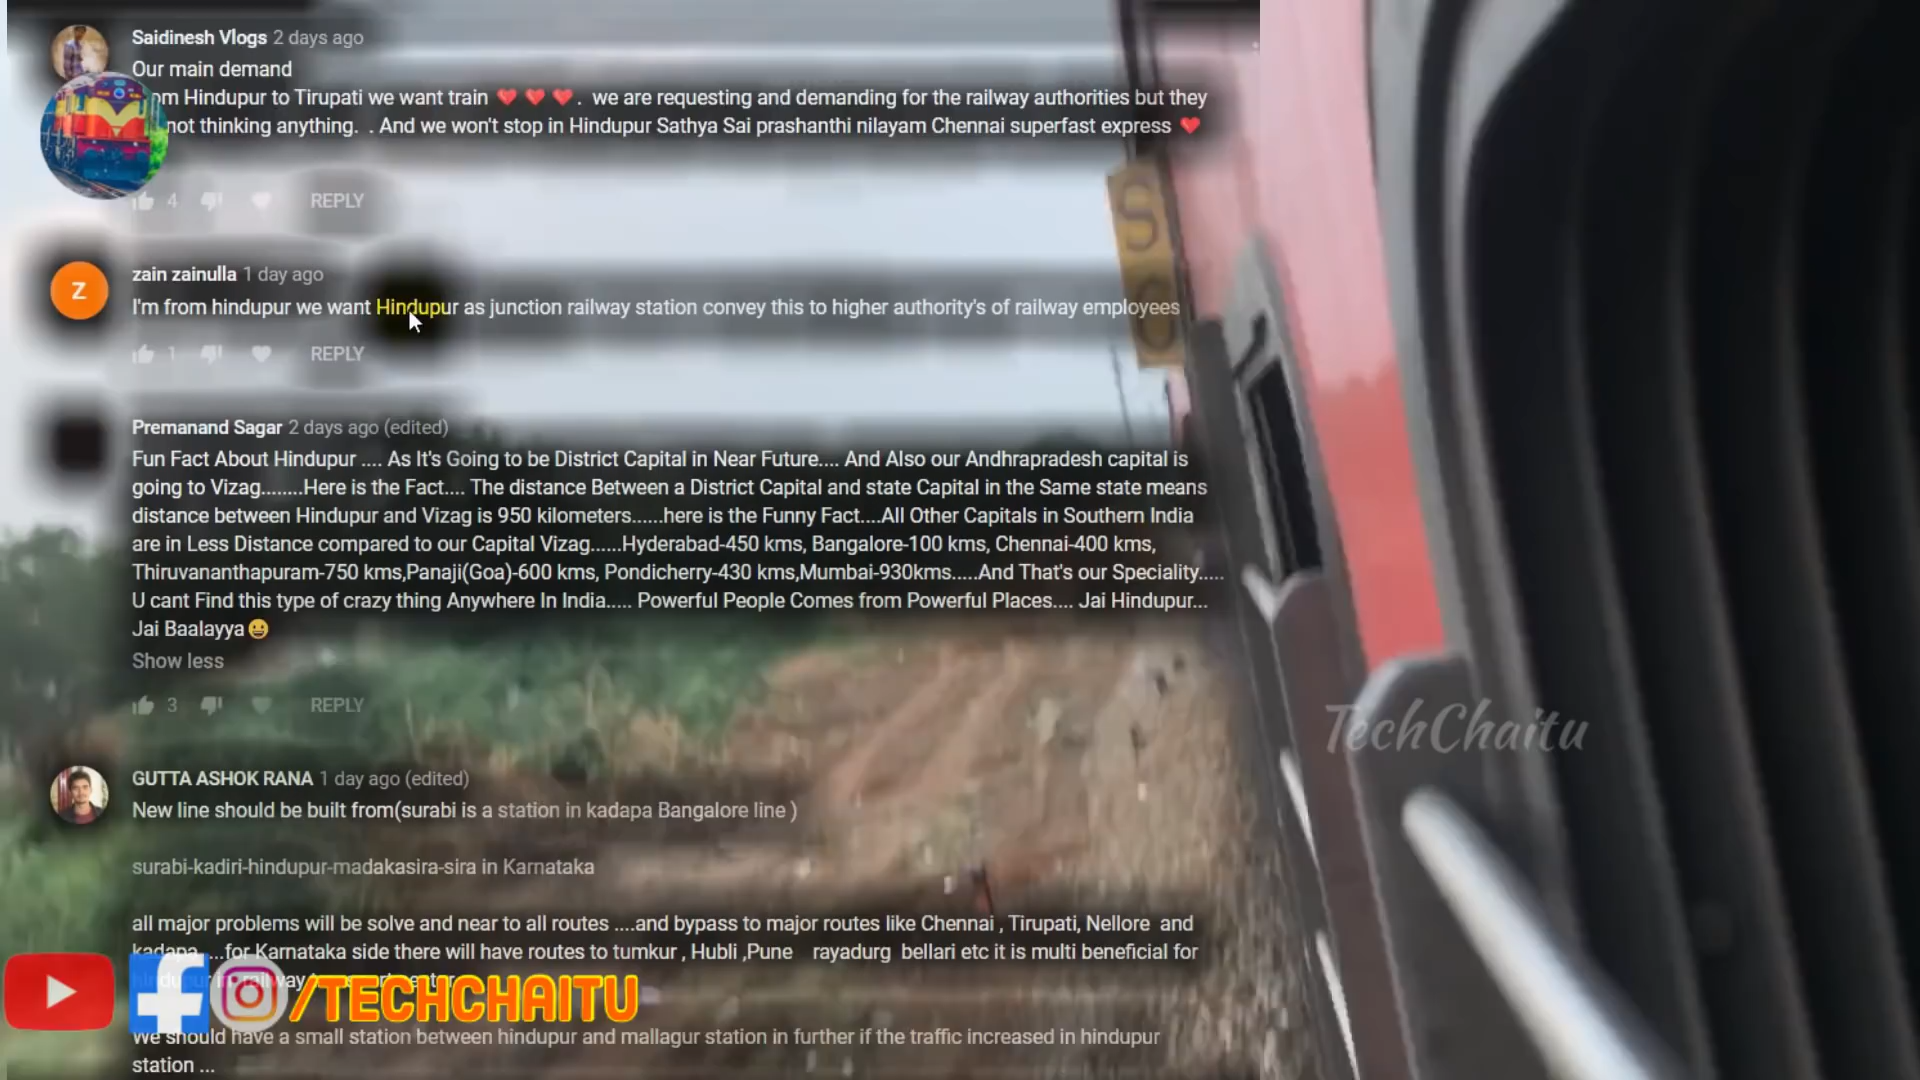 Saidinesh Vlogs 2 days ago
Our main demand
om Hindupur to Tirupati we want train ❤❤❤. we are requesting and demanding for the railway authorities but they
not thinking anything. . And we won't stop in Hindupur Sathya Sai prashanthi nilayam Chennai superfast express ❤
4 REPLY
SC
Z
zain zainulla 1 day ago
I'm from hindupur we want Hindupur as junction railway station convey this to higher authority's of railway employees
1 REPLY
Premanand Sagar 2 days ago (edited)
Fun Fact About Hindupur .... As It's Going to be District Capital in Near Future.... And Also our Andhrapradesh capital is
going to Vizag........Here is the Fact.... The distance Between a District Capital and state Capital in the Same state means
distance between Hindupur and Vizag is 950 kilometers......here is the Funny Fact....All Other Capitals in Southern India
are in Less Distance compared to our Capital Vizag......Hyderabad-450 kms, Bangalore-100 kms, Chennai-400 kms,
Thiruvananthapuram-750 kms,Panaji(Goa)-600 kms, Pondicherry-430 kms,Mumbai-930kms.....And That's our Speciality.....
U cant Find this type of crazy thing Anywhere In India..... Powerful People Comes from Powerful Places.... Jai Hindupur...
Jai Baalayya😀
Show less
3 REPLY
TechChaitu
GUTTA ASHOK RANA 1 day ago (edited)
New line should be built from(surabi is a station in kadapa Bangalore line )
surabi-kadiri-hindupur-madakasira-sira in Karnataka
all major problems will be solve and near to all routes ....and bypass to major routes like Chennai , Tirupati, Nellore and
kadapa ...for Karnataka side there will have routes to tumkur , Hubli ,Pune rayadurg bellari etc it is multi beneficial for
hindupur in railway
/TECHCHAITU
We should have a small station between hindupur and mallagur station in further if the traffic increased in hindupur
station ...